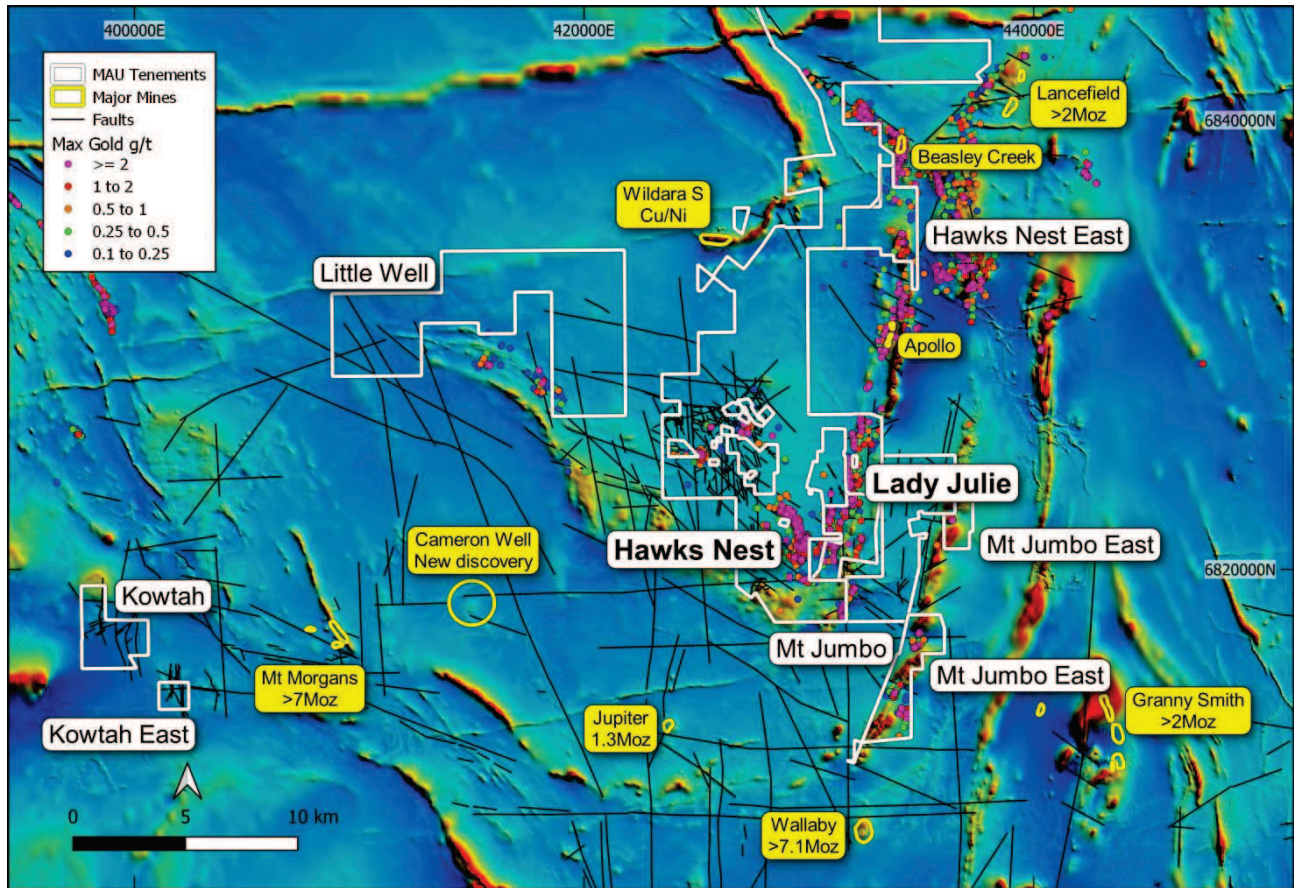 400000E
420000E
440000E
MAU Tenements
Major Mines
Faults
Max Gold g/t
>= 2
1 to 2
0.5 to 1
0.25 to 0.5
0.1 to 0.25
Lancefield
>2Moz
6840000N
Beasley Creek
Wildara S
Cu/Ni
Hawks Nest East
Little Well
Apollo
Lady Julie
Cameron Well
New discovery
Hawks Nest
Mt Jumbo East
6820000N
Kowtah
Mt Jumbo
Mt Morgans
>7Moz
Mt Jumbo East
Granny Smith
>2Moz
Jupiter
1.3Moz
Kowtah East
0 5 10 km
Wallaby
>7.1Moz